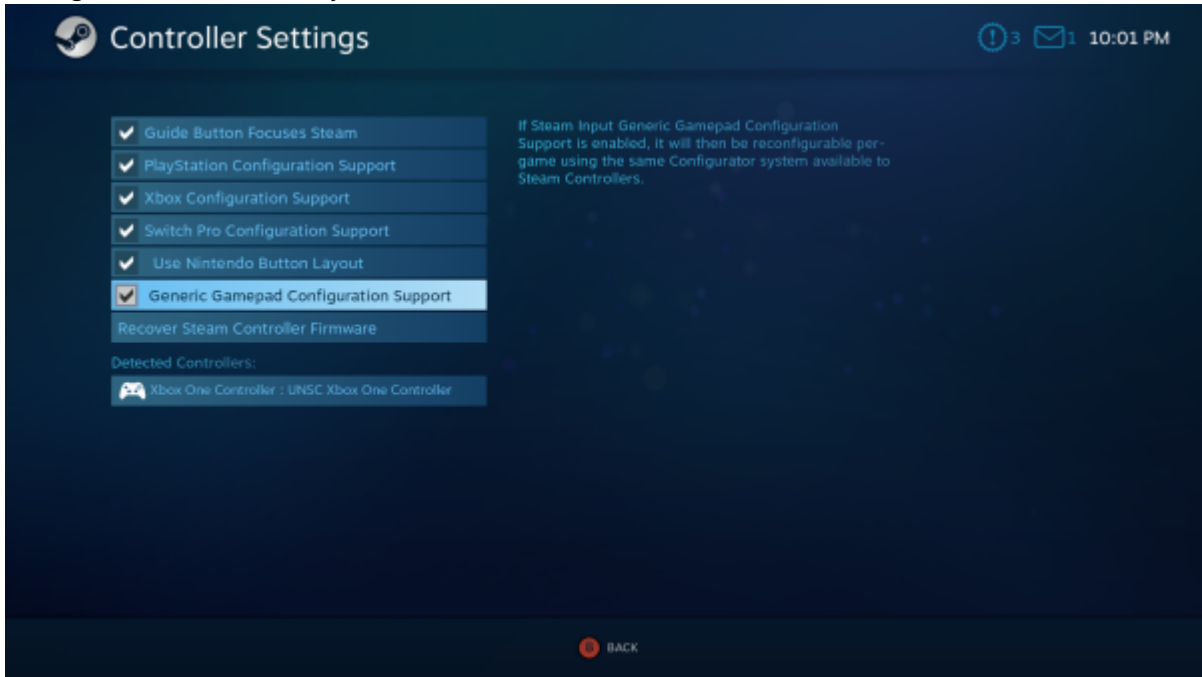 Controller Settings
3 1 10:01 PM
Guide Button Focuses Steam
PlayStation Configuration Support
Xbox Configuration Support
Switch Pro Configuration Support
Use Nintendo Button Layout
Generic Gamepad Configuration Support
Recover Steam Controller Firmware
Detected Controllers:
Xbox One Controller : UNSC Xbox One Controller
If Steam Input Generic Gamepad Configuration
Support is enabled, it will then be reconfigurable per-
game using the same Configurator system available to
Steam Controllers.
B BACK